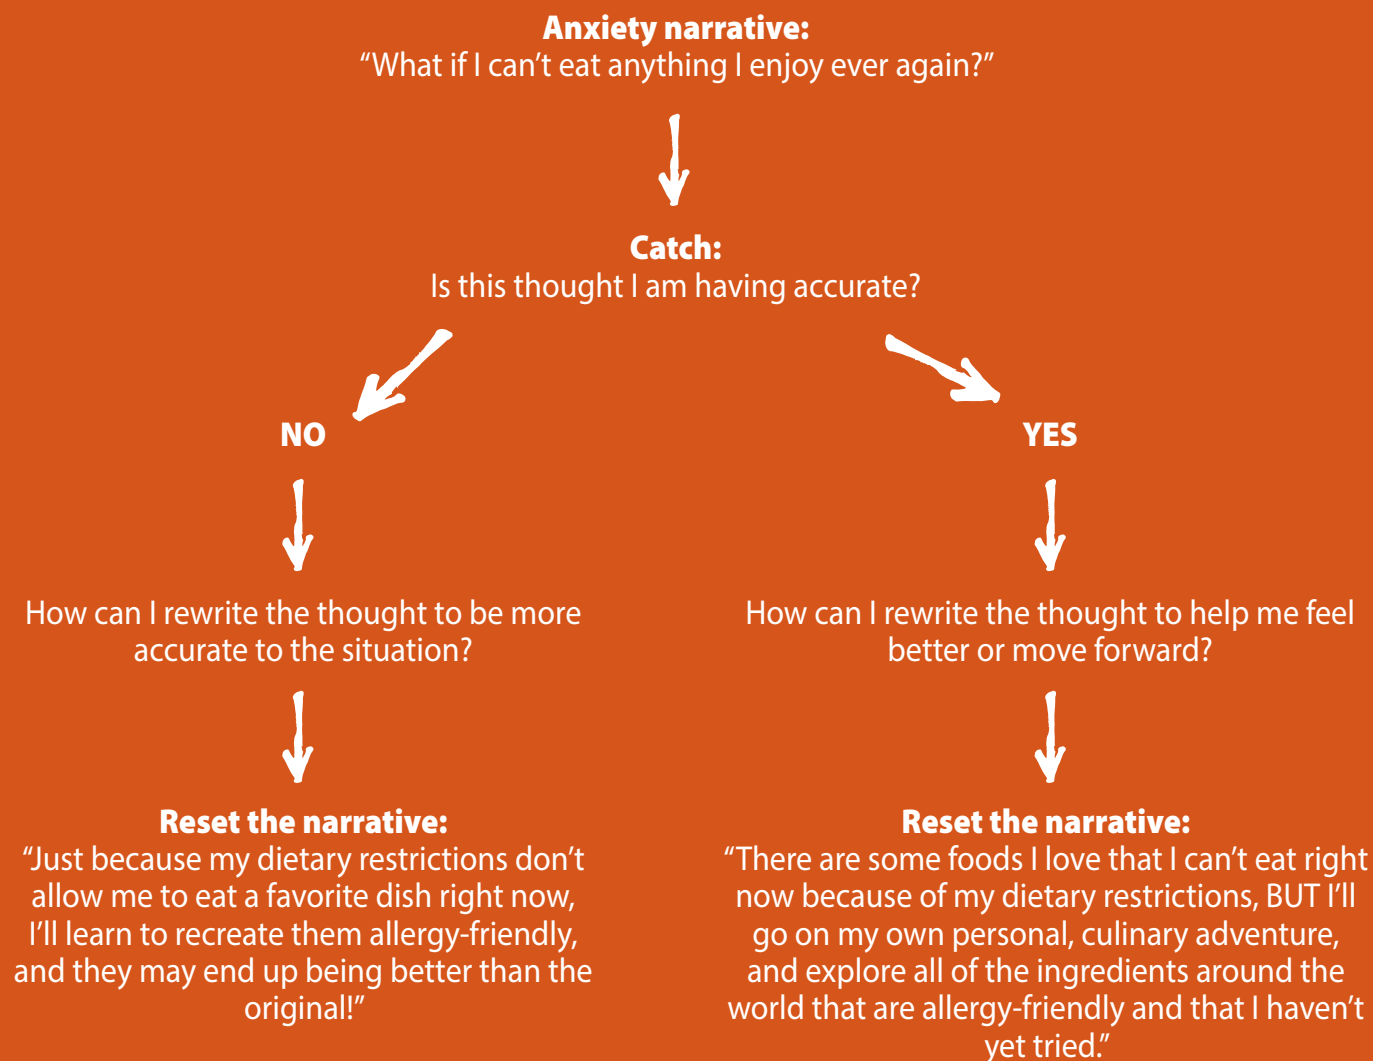 Anxiety narrative:
“What if I can’t eat anything I enjoy ever again?”
Catch:
Is this thought I am having accurate?
NO
How can I rewrite the thought to be more
accurate to the situation?
Reset the narrative:
“Just because my dietary restrictions don’t
allow me to eat a favorite dish right now,
I’ll learn to recreate them allergy-friendly,
and they may end up being better than the
original!”
YES
How can I rewrite the thought to help me feel
better or move forward?
Reset the narrative:
“There are some foods I love that I can’t eat right
now because of my dietary restrictions, BUT I’ll
go on my own personal, culinary adventure,
and explore all of the ingredients around the
world that are allergy-friendly and that I haven’t
yet tried.”